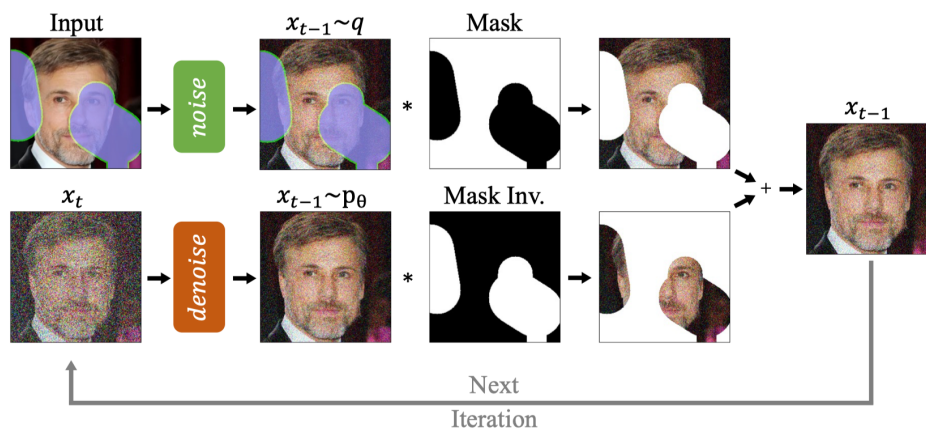 Input
x_{t-1}~q
Mask
noise
*
x_{t-1}
x_t
x_{t-1}~p_θ
Mask Inv.
+
denoise
*
Next
Iteration